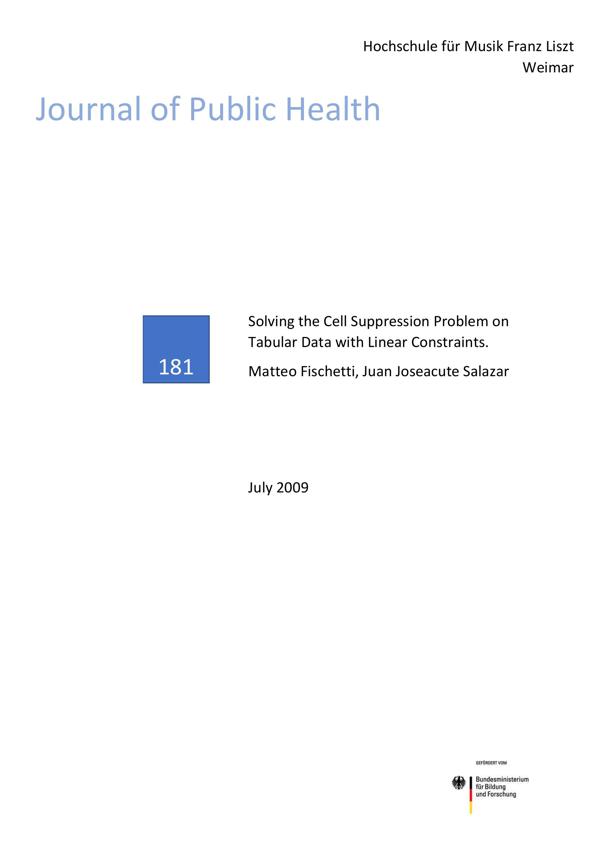 Hochschule für Musik Franz Liszt
Weimar
Journal of Public Health
181
Solving the Cell Suppression Problem on
Tabular Data with Linear Constraints.
Matteo Fischetti, Juan Joseacute Salazar
July 2009
GEFÖRDERT VOM
Bundesministerium
für Bildung
und Forschung